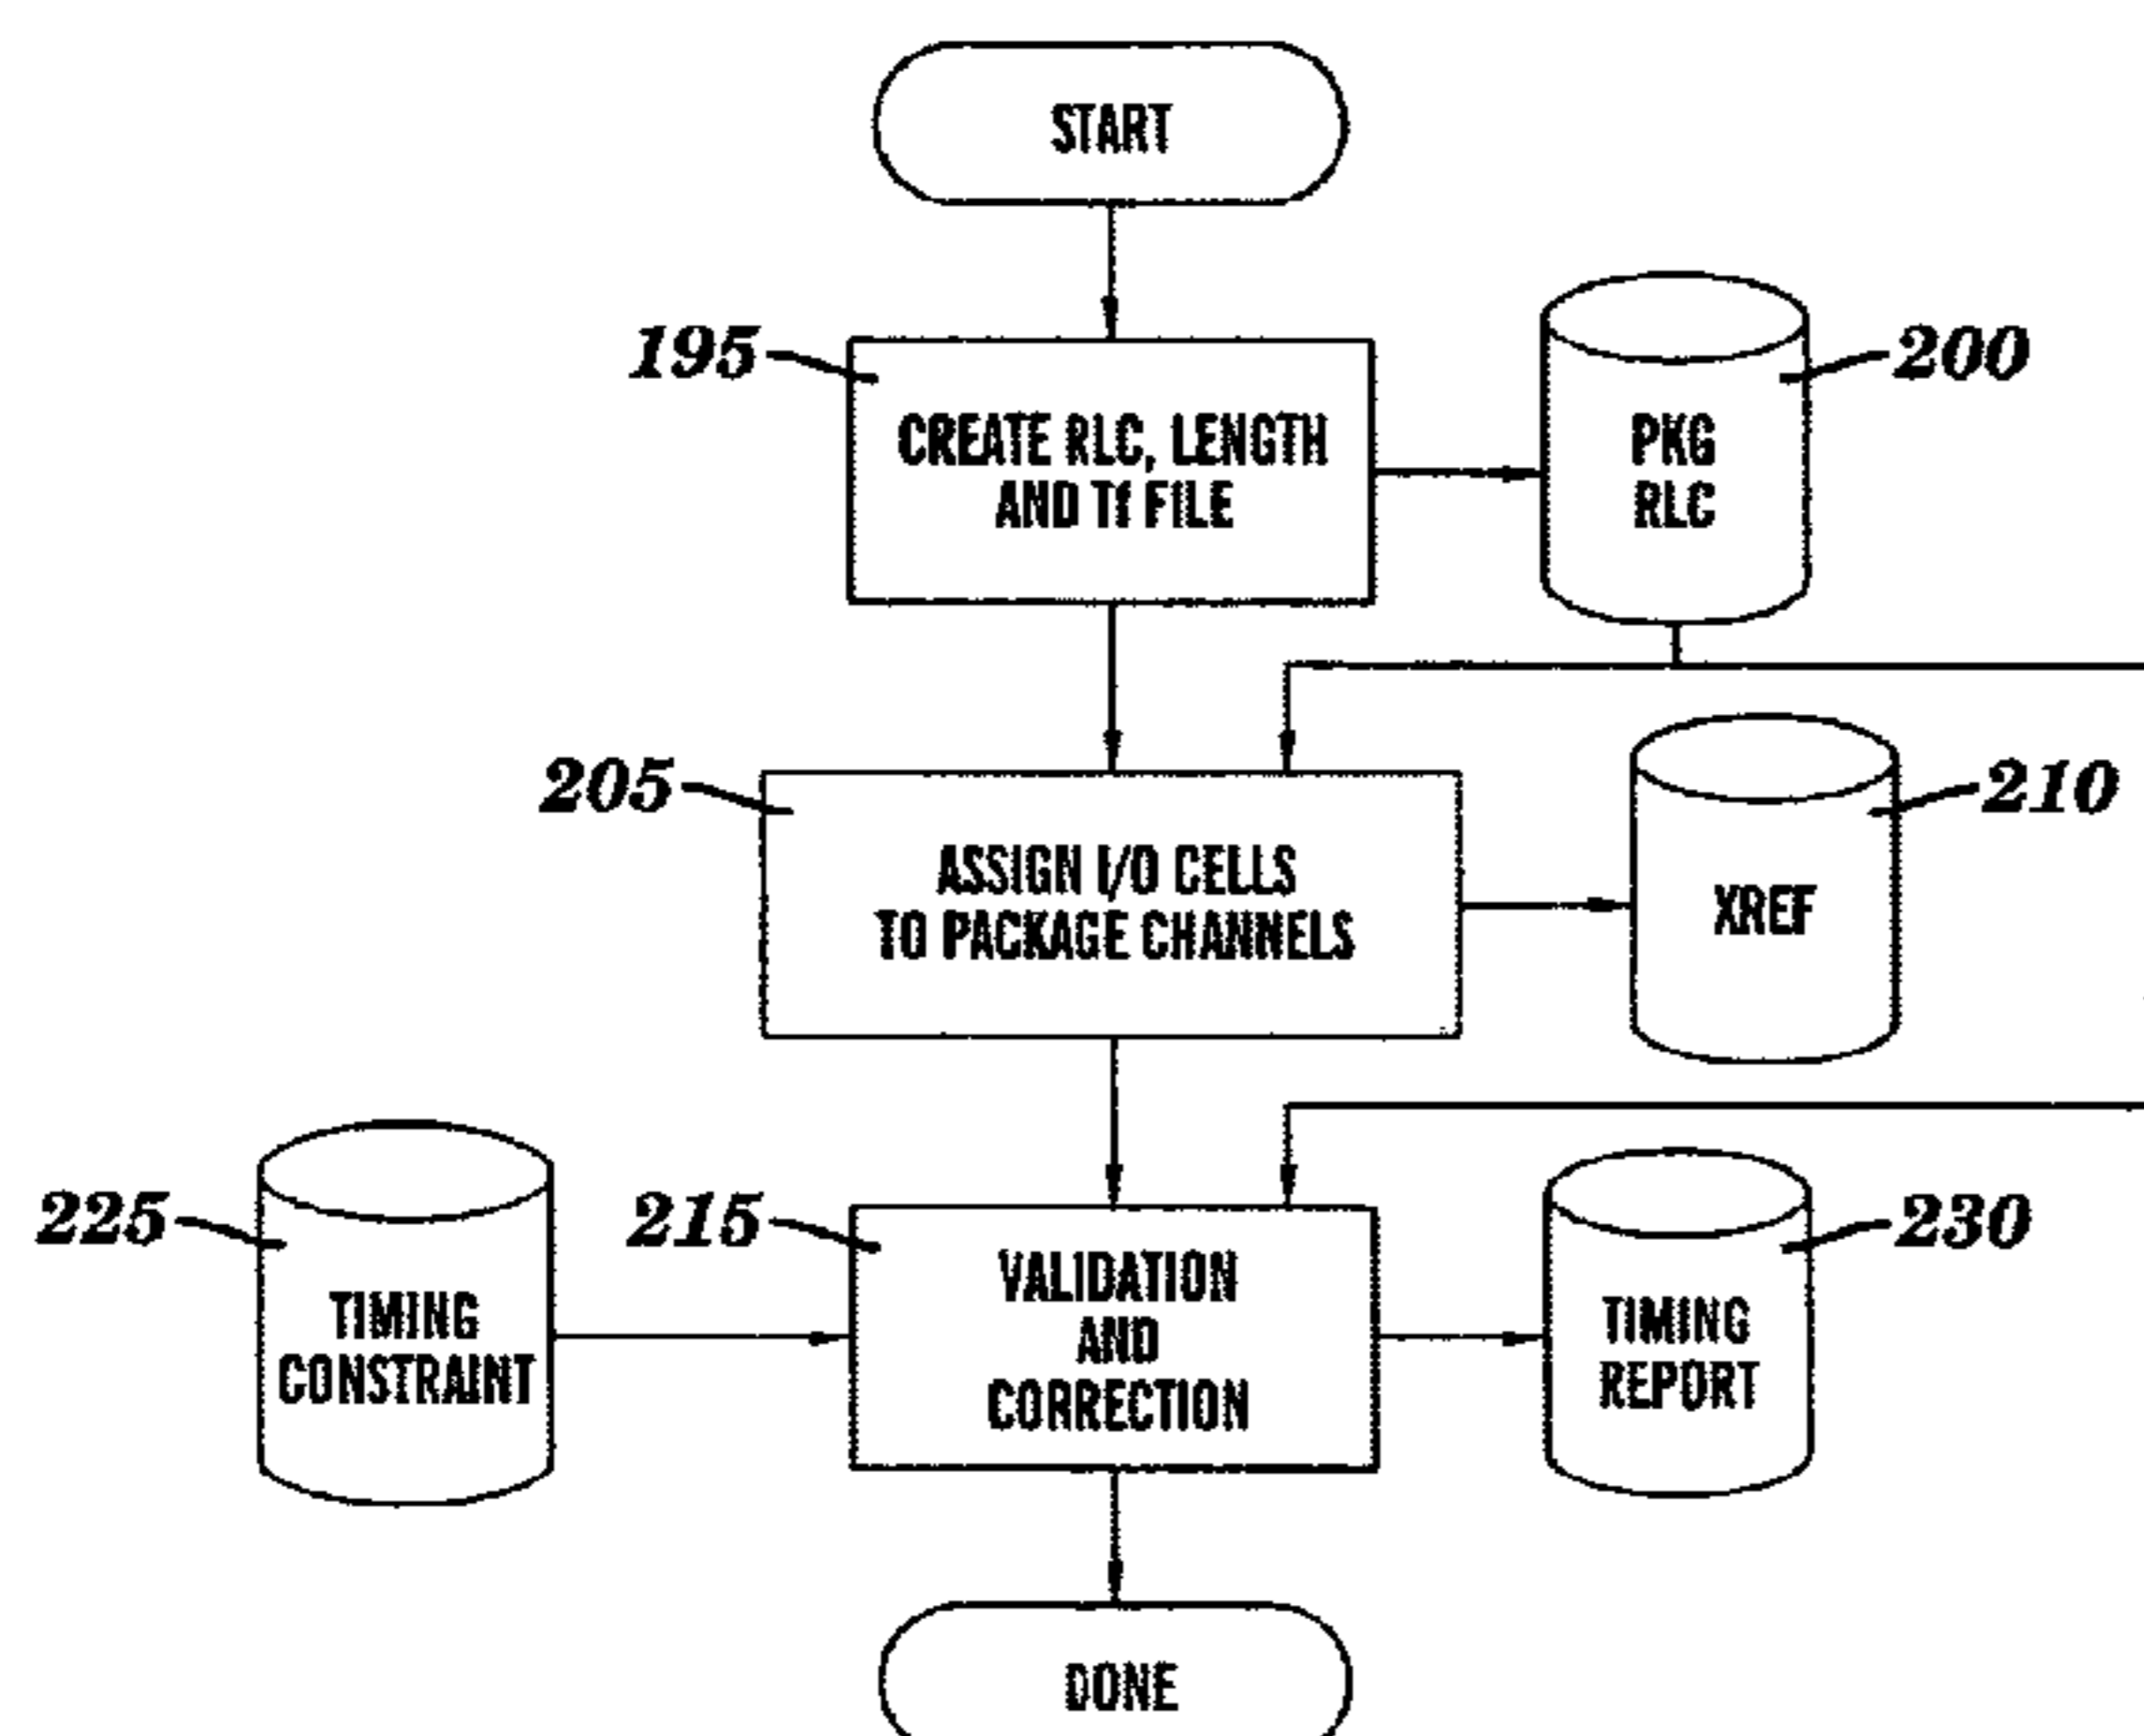 START
195
CREATE RLC, LENGTH
AND Tf FILE
200
PKG
RLC
205
ASSIGN I/O CELLS
TO PACKAGE CHANNELS
210
XREF
225
TIMING
CONSTRAINT
215
VALIDATION
AND
CORRECTION
230
TIMING
REPORT
DONE